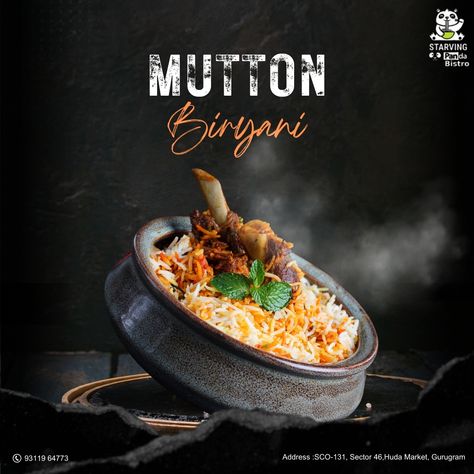 STARVING
Panda
Bistro
MUTTON
Biryani
93119 64773
Address :SCO-131, Sector 46,Huda Market, Gurugram